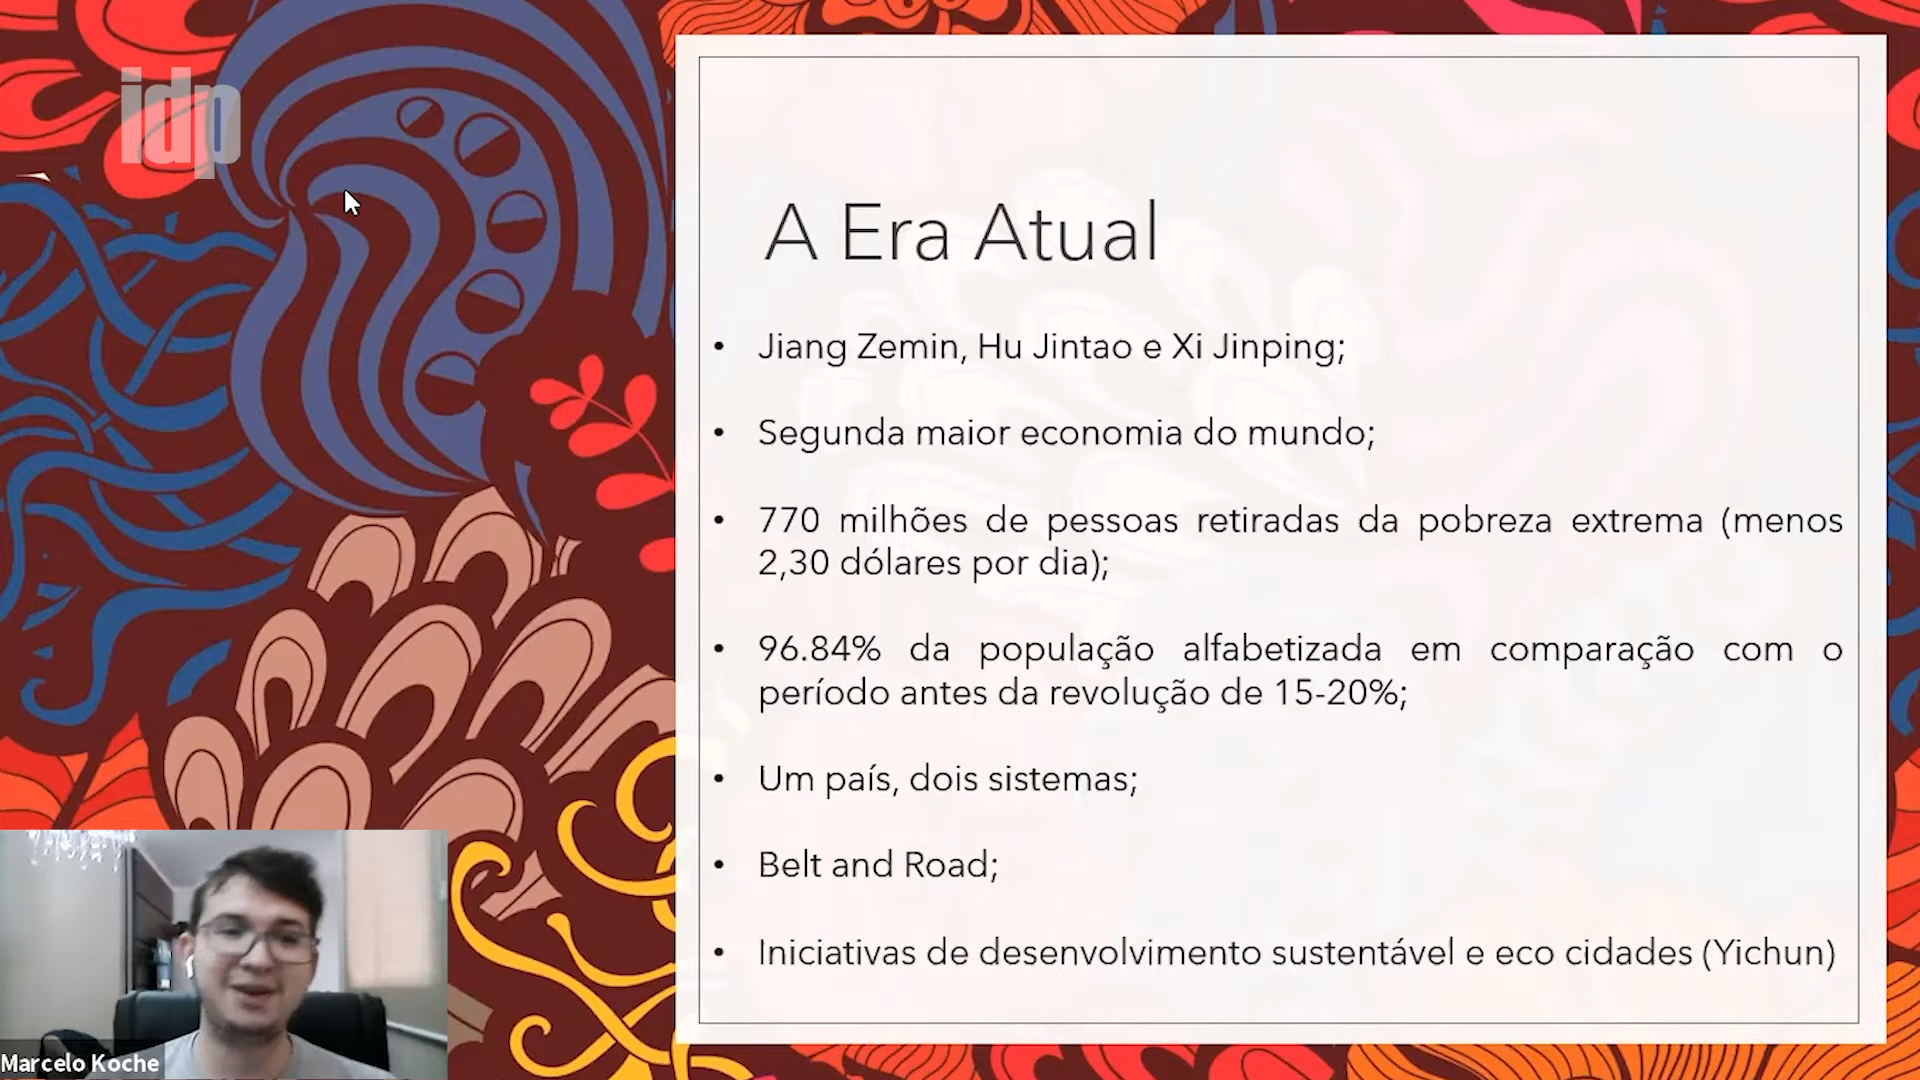 idp
A Era Atual
• Jiang Zemin, Hu Jintao e Xi Jinping;
• Segunda maior economia do mundo;
• 770 milhões de pessoas retiradas da pobreza extrema (menos
2,30 dólares por dia);
• 96.84% da população alfabetizada em comparação com o
período antes da revolução de 15-20%;
• Um país, dois sistemas;
• Belt and Road;
• Iniciativas de desenvolvimento sustentável e eco cidades (Yichun)
Marcelo Koche